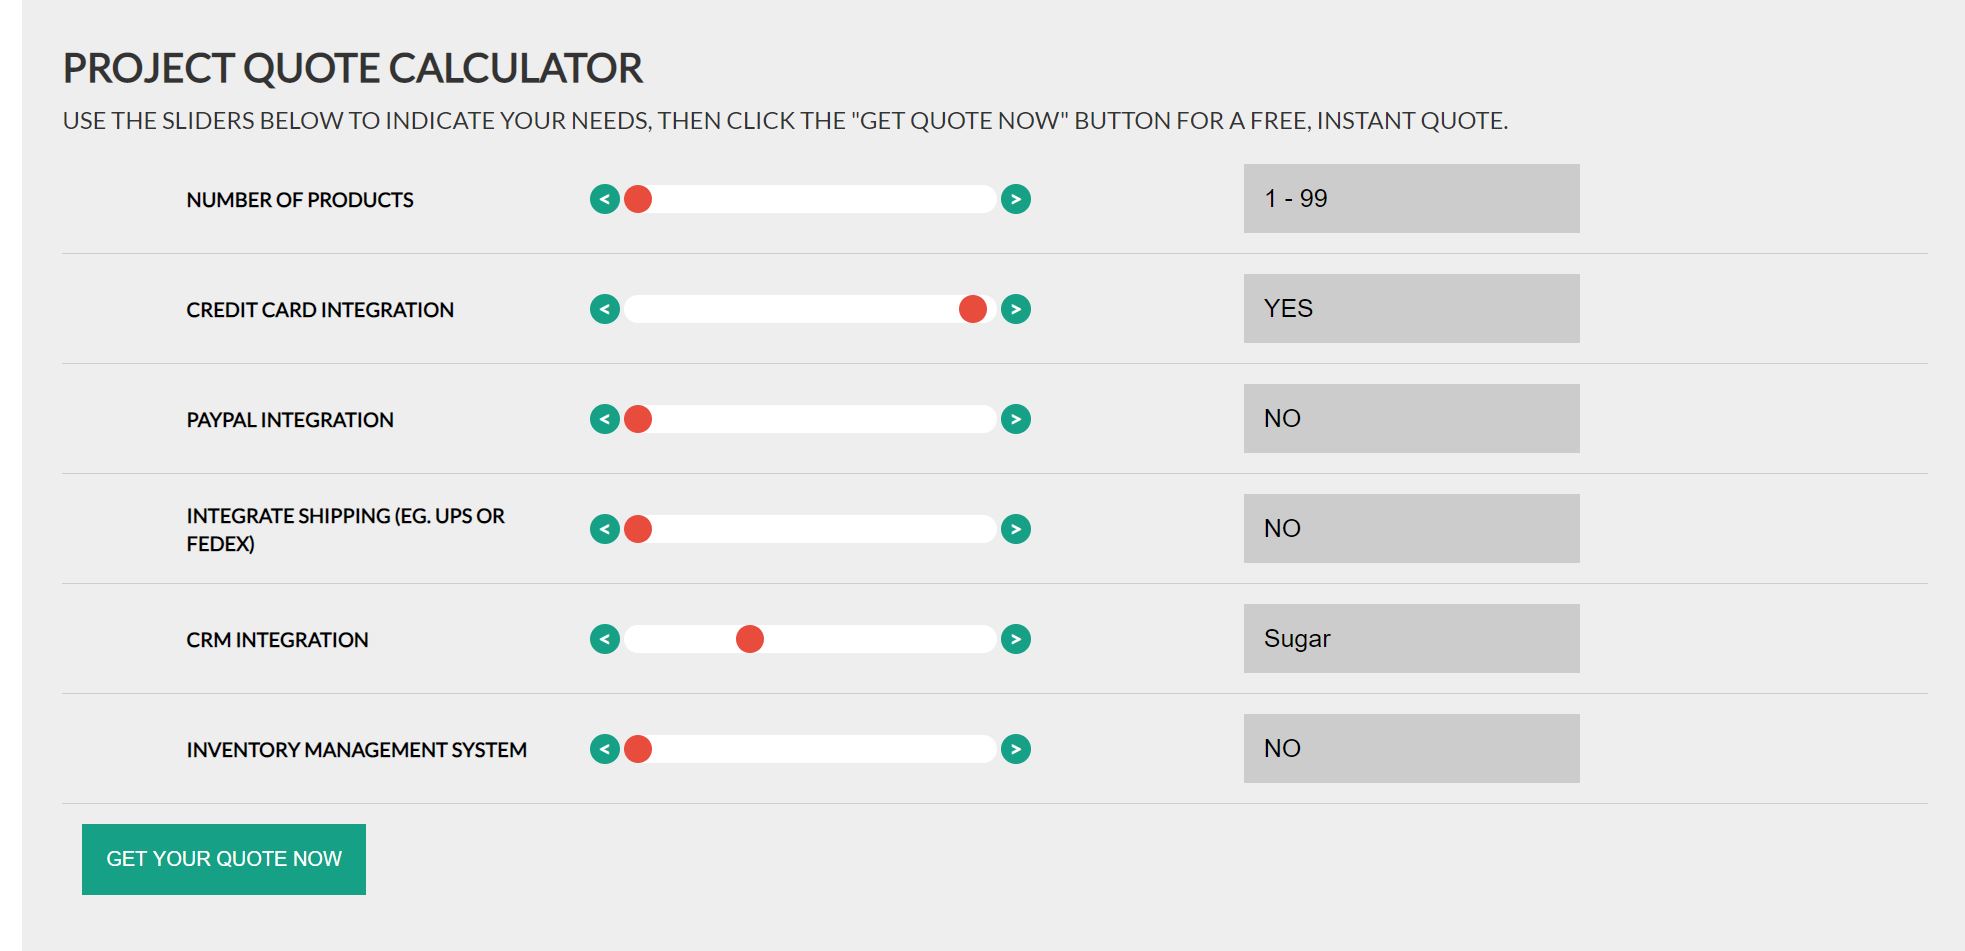 PROJECT QUOTE CALCULATOR
USE THE SLIDERS BELOW TO INDICATE YOUR NEEDS, THEN CLICK THE "GET QUOTE NOW" BUTTON FOR A FREE, INSTANT QUOTE.
NUMBER OF PRODUCTS < > 1 - 99
CREDIT CARD INTEGRATION < > YES
PAYPAL INTEGRATION < > NO
INTEGRATE SHIPPING (EG. UPS OR
FEDEX) < > NO
CRM INTEGRATION < > Sugar
INVENTORY MANAGEMENT SYSTEM < > NO
GET YOUR QUOTE NOW